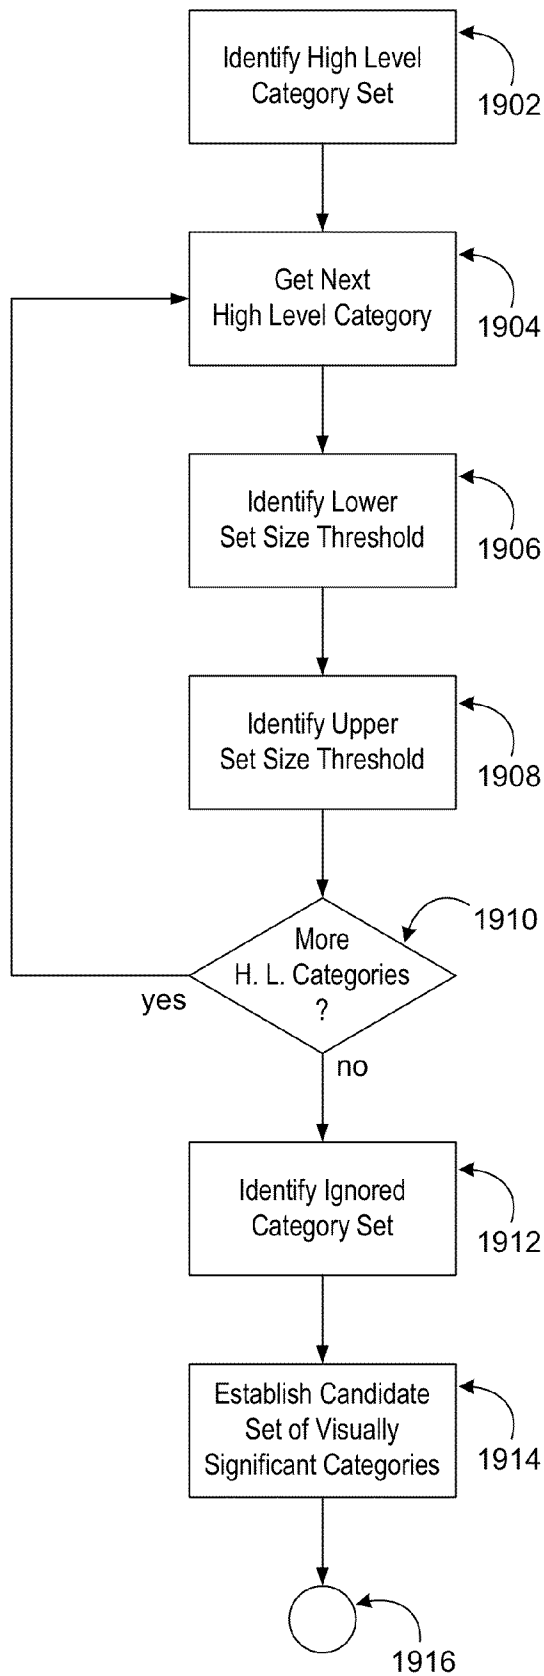 Identify High Level
Category Set
1902
Get Next
High Level Category
1904
Identify Lower
Set Size Threshold
1906
Identify Upper
Set Size Threshold
1908
More
H. L. Categories
?
1910
yes
no
Identify Ignored
Category Set
1912
Establish Candidate
Set of Visually
Significant Categories
1914
1916